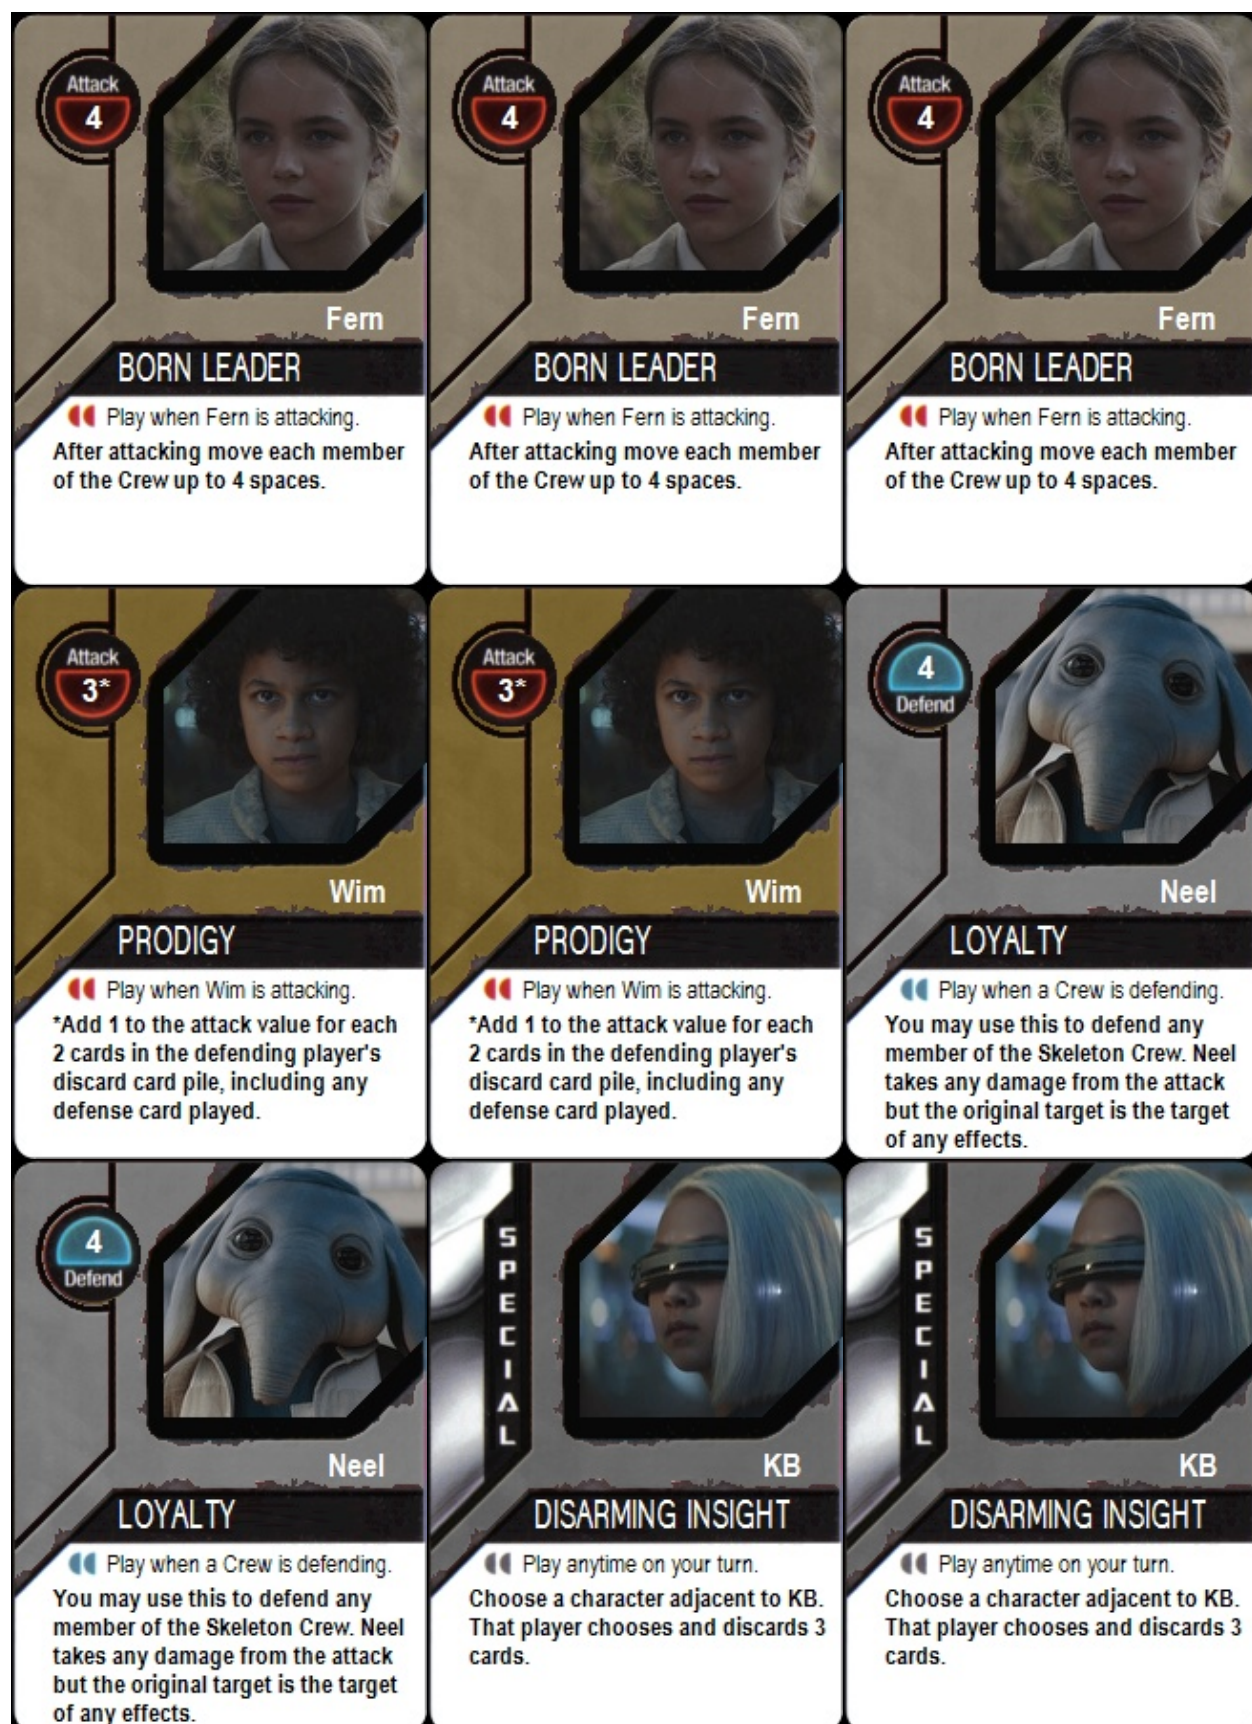 Attack
4
Fern
BORN LEADER
Play when Fern is attacking.
After attacking move each member
of the Crew up to 4 spaces.
Attack
4
Fern
BORN LEADER
Play when Fern is attacking.
After attacking move each member
of the Crew up to 4 spaces.
Attack
4
Fern
BORN LEADER
Play when Fern is attacking.
After attacking move each member
of the Crew up to 4 spaces.
Attack
3*
Wim
PRODIGY
Play when Wim is attacking.
*Add 1 to the attack value for each
2 cards in the defending player's
discard card pile, including any
defense card played.
Attack
3*
Wim
PRODIGY
Play when Wim is attacking.
*Add 1 to the attack value for each
2 cards in the defending player's
discard card pile, including any
defense card played.
4
Defend
Neel
LOYALTY
Play when a Crew is defending.
You may use this to defend any
member of the Skeleton Crew. Neel
takes any damage from the attack
but the original target is the target
of any effects.
4
Defend
Neel
LOYALTY
Play when a Crew is defending.
You may use this to defend any
member of the Skeleton Crew. Neel
takes any damage from the attack
but the original target is the target
of any effects.
SPECIAL
KB
DISARMING INSIGHT
Play anytime on your turn.
Choose a character adjacent to KB.
That player chooses and discards 3
cards.
SPECIAL
KB
DISARMING INSIGHT
Play anytime on your turn.
Choose a character adjacent to KB.
That player chooses and discards 3
cards.